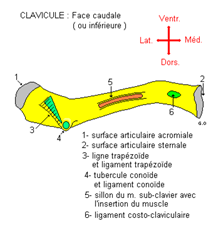 CLAVICULE : Face caudale
( ou inférieure )
Ventr.
Lat.
Méd.
Dors.
1
2
3
4
5
6
1- surface articulaire acromiale
2- surface articulaire sternale
3- ligne trapézoïde
et ligament trapézoïde
4- tubercule conoïde
et ligament conoïde
5- sillon du m. sub-clavier avec
l'insertion du muscle
6- ligament costo-claviculaire